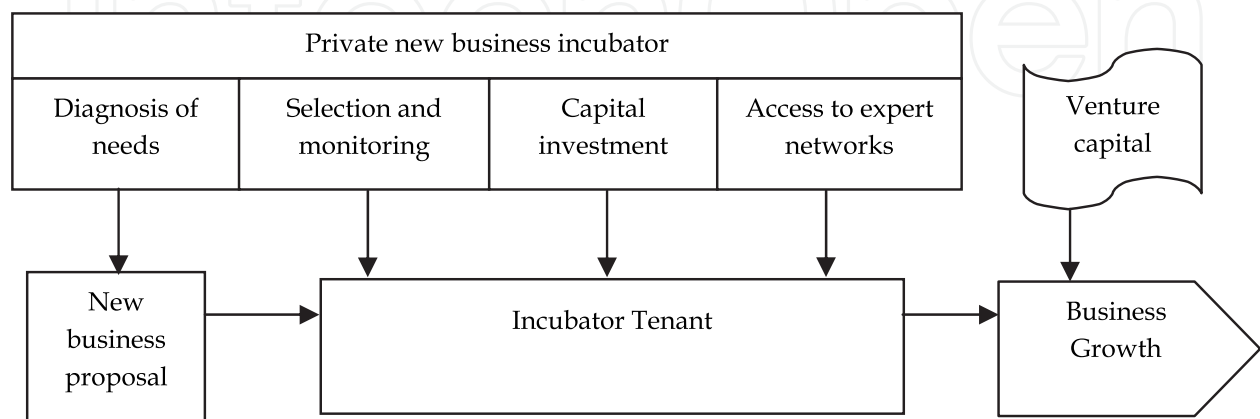 Private new business incubator
Diagnosis of
needs
Selection and
monitoring
Capital
investment
Access to expert
networks
Venture
capital
New
business
proposal
Incubator Tenant
Business
Growth